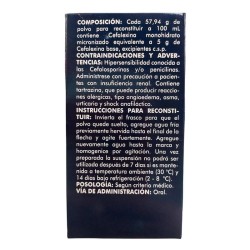 COMPOSICIÓN: Cada 57,94 g de
polvo para reconstituir a 100 mL
contiene ¡Cefalexina monohidrato
micronizado equivalente a 5 g de
Cefalexina base, excipientes c.s.p.
CONTRAINDICACIONES Y ADVER-
TENCIAS: Hipersensibilidad conocida a
las Cefalosporinas y/o penicilinas.
Adminístrese con precaución a pacientes
con insuficiencia renal. Contiene
tartrazina, que puede producir reaccio-
nes alérgicas, tipo angioedema, asma,
urticaria y shock anafiláctico.
INSTRUCCIONES PARA RECONSTI-
TUIR: Invierta el frasco para que el
polvo quede suelto, agregue agua fría
previamente hervida hasta el final de la
flecha y agite fuertemente. Agregue
nuevamente agua hasta la marca y
homogenice por agitación. Una vez
preparada la suspensión no podrá ser
utilizada después de 7 días si es mante-
nida a temperatura ambiente (30 °C) y
14 días bajo refrigeración (2 - 8°C).
POSOLOGÍA: Según criterio médico.
VÍA DE ADMINISTRACIÓN: Oral.